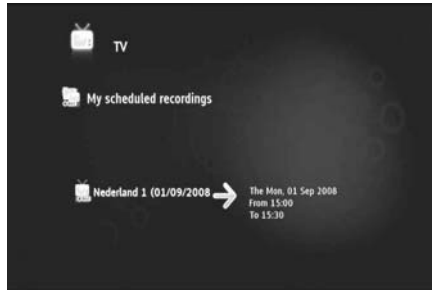 TV
My scheduled recordings
Nederland 1 (01/09/2008
The Mon, 01 Sep 2008
From 15:00
To 15:30